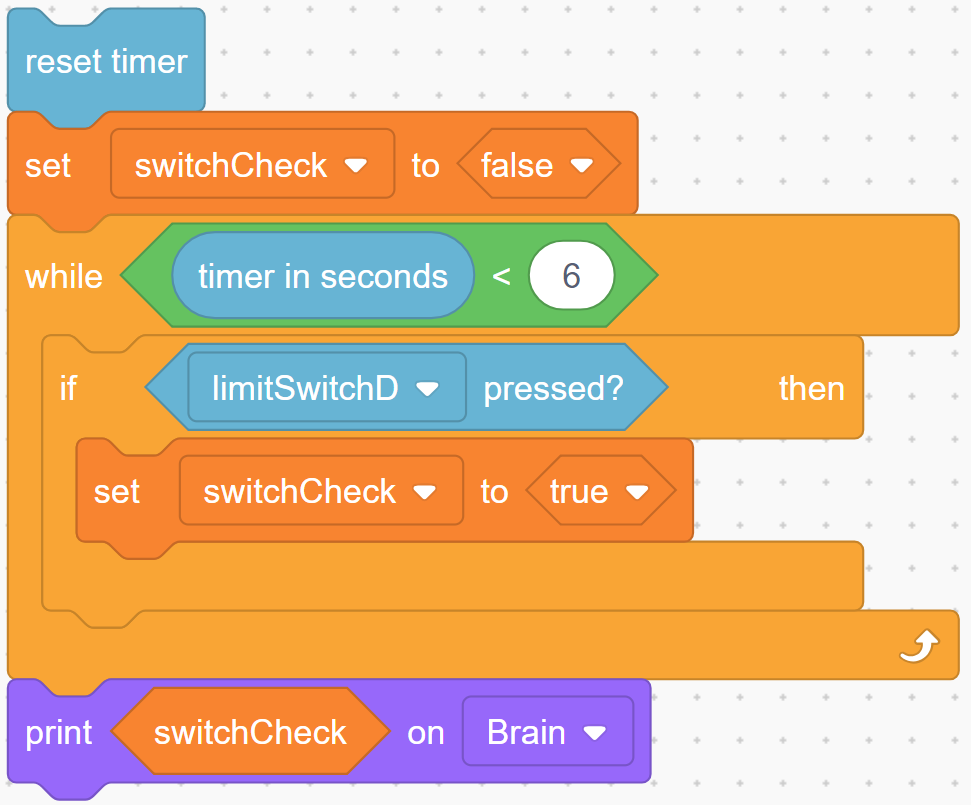 reset timer
set switchCheck to false
while timer in seconds < 6
if limitSwitchD pressed? then
set switchCheck to true
print switchCheck on Brain